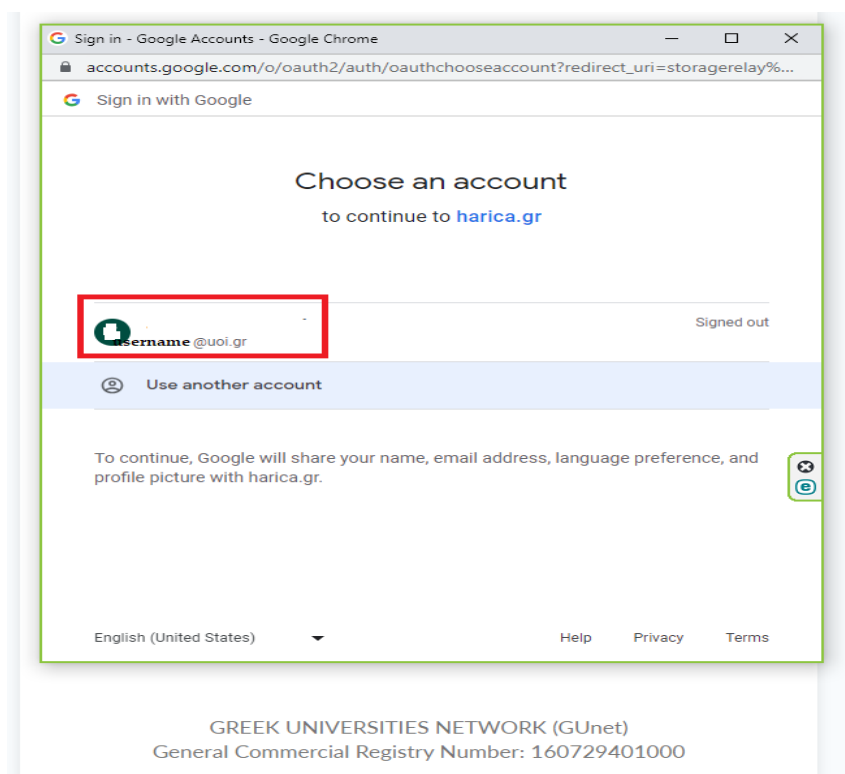 Sign in - Google Accounts - Google Chrome
accounts.google.com/o/oauth2/auth/oauthchooseaccount?redirect_uri=storagerelay%...
Sign in with Google
Choose an account
to continue to harica.gr
Signed out
username @uoi.gr
Use another account
To continue, Google will share your name, email address, language preference, and
profile picture with harica.gr.
English (United States)
Help Privacy Terms
GREEK UNIVERSITIES NETWORK (GUnet)
General Commercial Registry Number: 160729401000